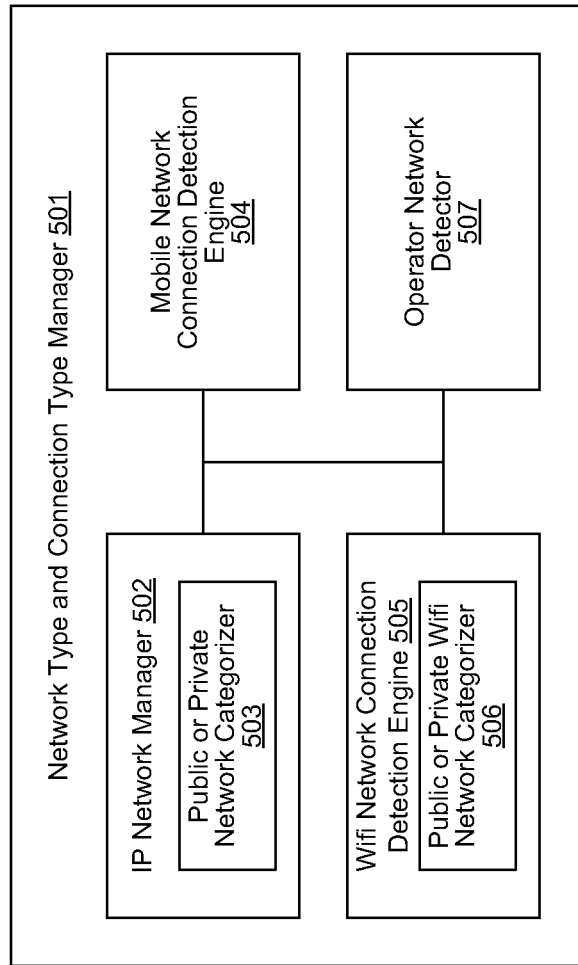 Network Type and Connection Type Manager 501
IP Network Manager 502
Public or Private
Network Categorizer
503
Mobile Network
Connection Detection
Engine
504
Wifi Network Connection
Detection Engine 505
Public or Private Wifi
Network Categorizer
506
Operator Network
Detector
507